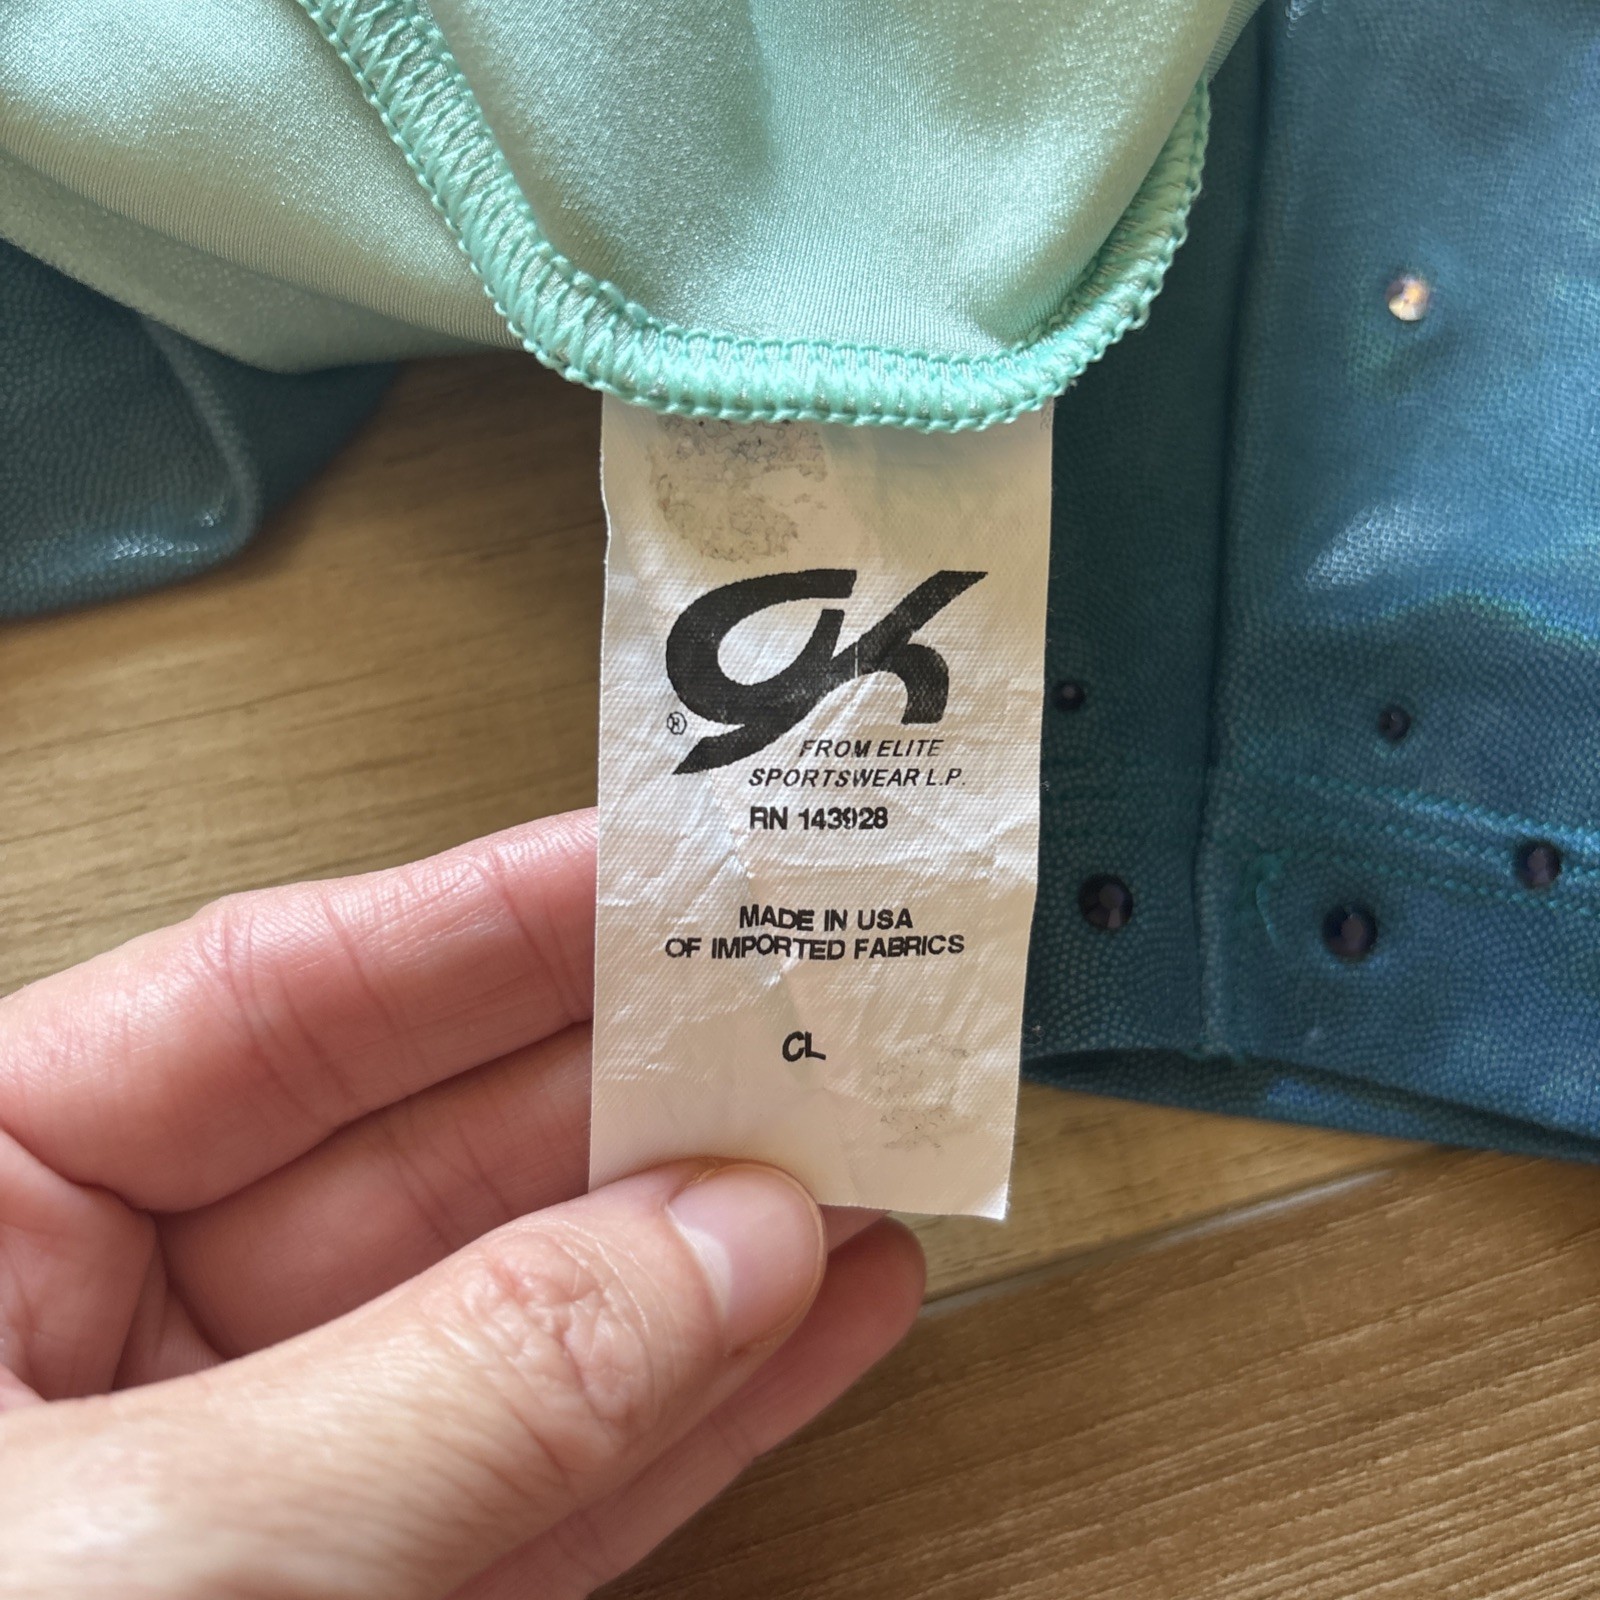 GK
®
FROM ELITE
SPORTSWEAR L.P.
RN 143928
MADE IN USA
OF IMPORTED FABRICS
CL